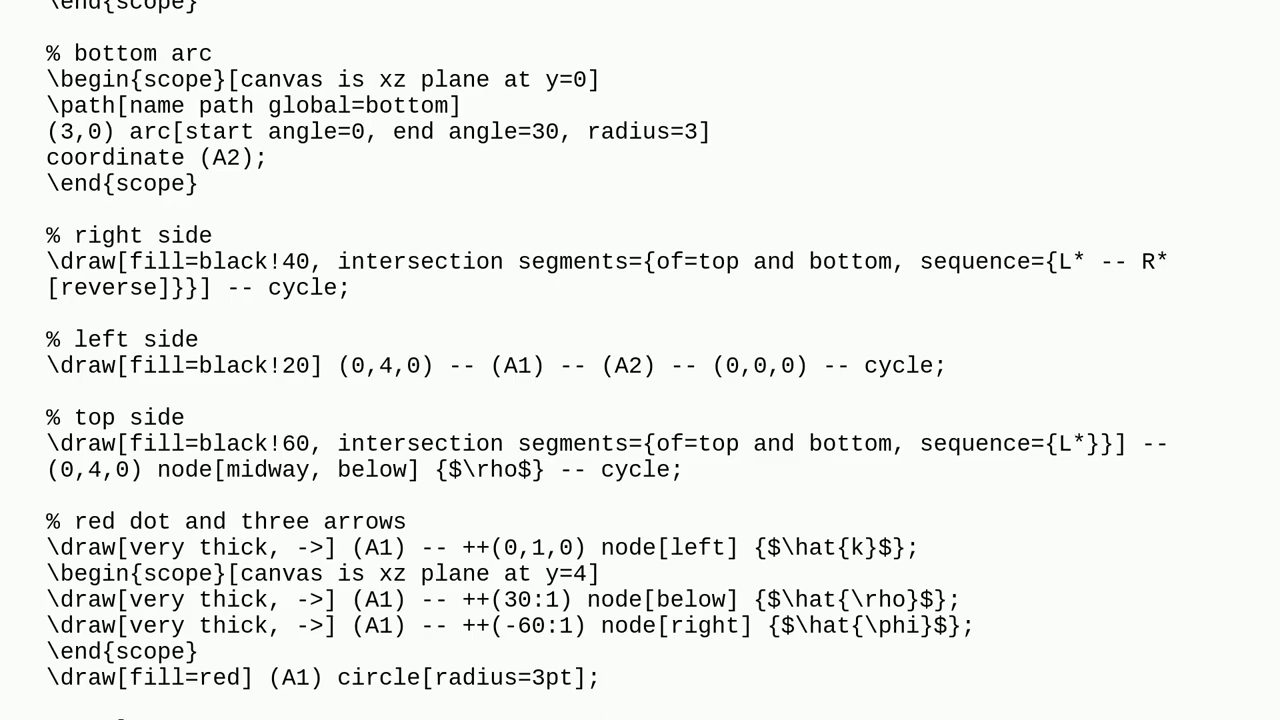 \end{scope}
% bottom arc
\begin{scope}[canvas is xz plane at y=0]
\path[name path global=bottom]
(3,0) arc[start angle=0, end angle=30, radius=3]
coordinate (A2);
\end{scope}
% right side
\draw[fill=black!40, intersection segments={of=top and bottom, sequence={L* -- R*
[reverse]}}] -- cycle;
% left side
\draw[fill=black!20] (0,4,0) -- (A1) -- (A2) -- (0,0,0) -- cycle;
% top side
\draw[fill=black!60, intersection segments={of=top and bottom, sequence={L*}}] --
(0,4,0) node[midway, below] {$\rho$} -- cycle;
% red dot and three arrows
\draw[very thick, ->] (A1) -- ++(0,1,0) node[left] {$\hat{k}$};
\begin{scope}[canvas is xz plane at y=4]
\draw[very thick, ->] (A1) -- ++(30:1) node[below] {$\hat{\rho}$};
\draw[very thick, ->] (A1) -- ++(-60:1) node[right] {$\hat{\phi}$};
\end{scope}
\draw[fill=red] (A1) circle[radius=3pt];